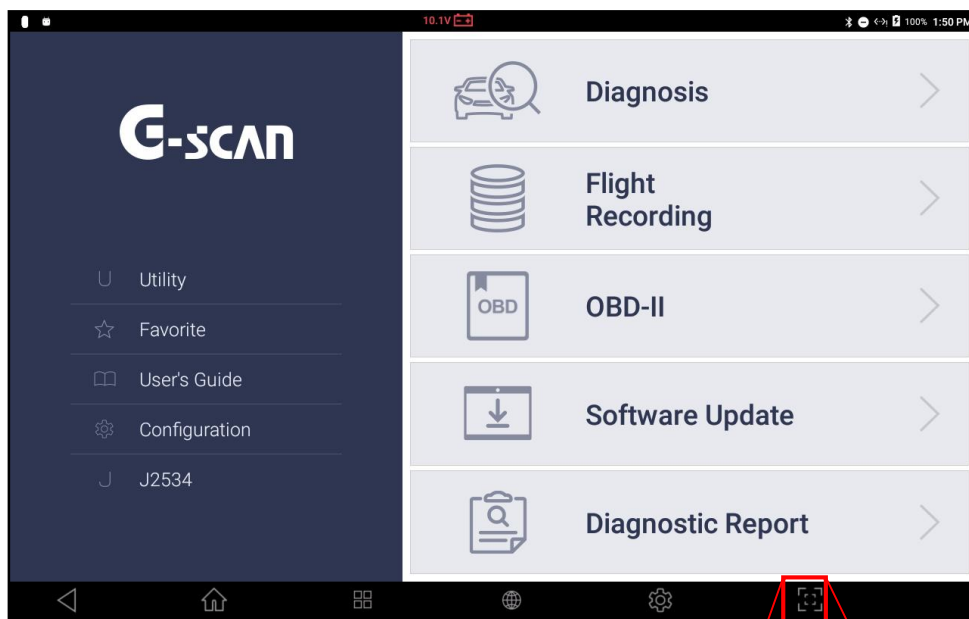 10.1V
100% 1:50 PM
G-scan
Diagnosis
Flight
Recording
U Utility
Favorite
OBD
OBD-II
User's Guide
Configuration
Software Update
J J2534
Diagnostic Report